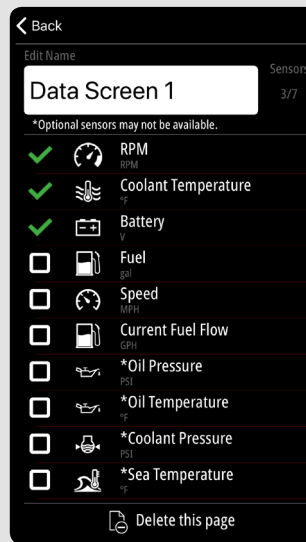 Back
Edit Name
Sensors
Data Screen 1
3/7
*Optional sensors may not be available.
RPM
RPM
Coolant Temperature
°F
Battery
V
Fuel
gal
Speed
MPH
Current Fuel Flow
GPH
*Oil Pressure
PSI
*Oil Temperature
°F
*Coolant Pressure
PSI
*Sea Temperature
°F
Delete this page